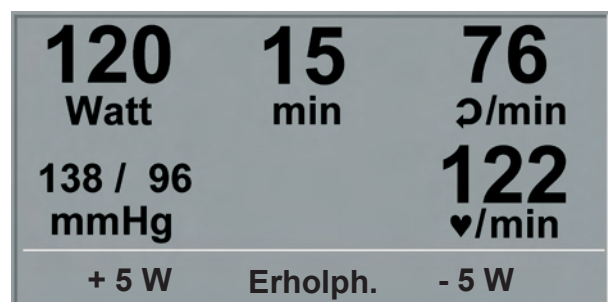 120 15 76
Watt min ⊃/min
138 / 96 122
mmHg ♥/min
+ 5 W Erholph. - 5 W